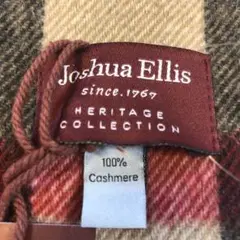 Joshua Ellis
since.1767
HERITAGE
COLLECTION
100%
Cashmere